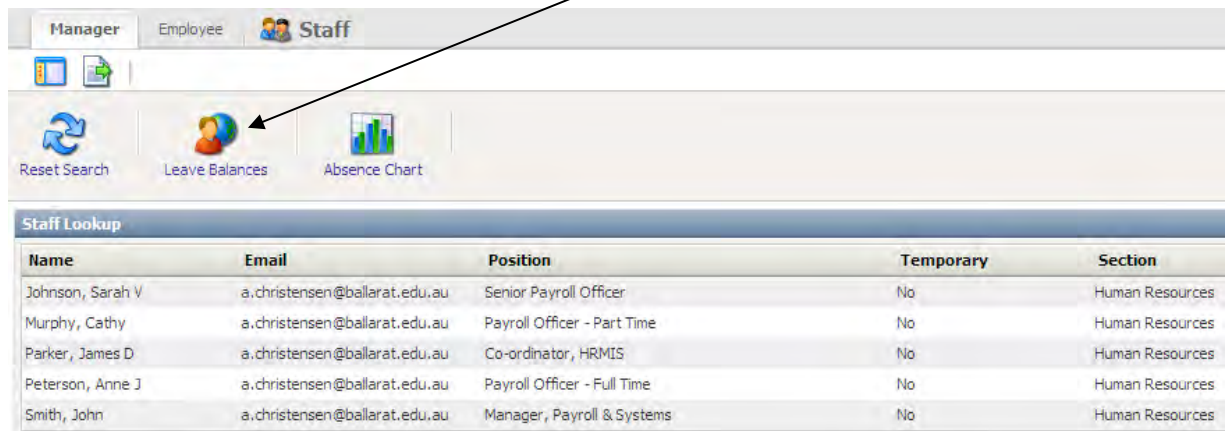 Manager Employee Staff
Reset Search Leave Balances Absence Chart
Staff Lookup
Name Email Position Temporary Section
Johnson, Sarah V a.christensen@ballarat.edu.au Senior Payroll Officer No Human Resources
Murphy, Cathy a.christensen@ballarat.edu.au Payroll Officer - Part Time No Human Resources
Parker, James D a.christensen@ballarat.edu.au Co-ordinator, HRMIS No Human Resources
Peterson, Anne J a.christensen@ballarat.edu.au Payroll Officer - Full Time No Human Resources
Smith, John a.christensen@ballarat.edu.au Manager, Payroll & Systems No Human Resources